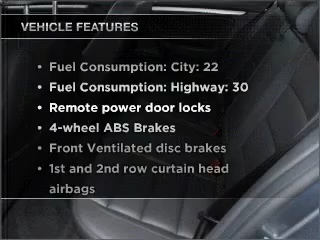 VEHICLE FEATURES
• Fuel Consumption: City: 22
• Fuel Consumption: Highway: 30
• Remote power door locks
• 4-wheel ABS Brakes
• Front Ventilated disc brakes
• 1st and 2nd row curtain head
airbags